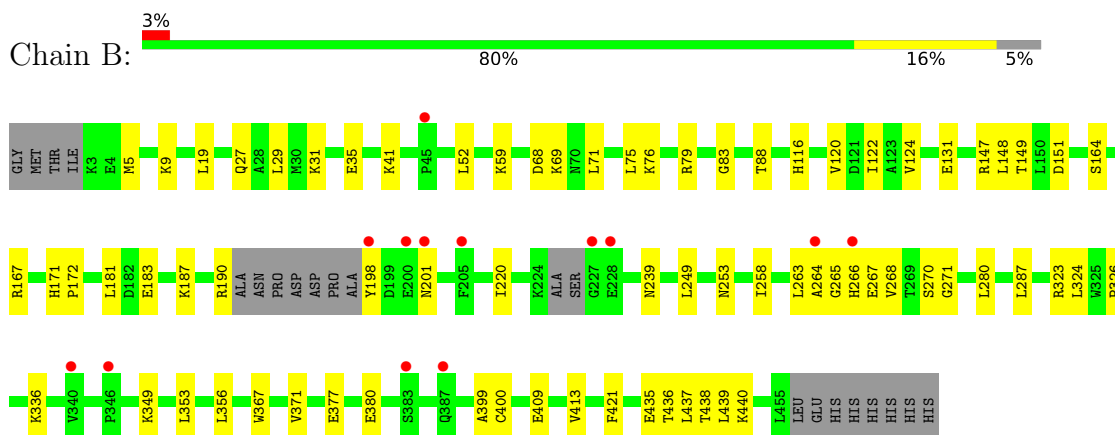 3%
Chain B:
80% 16% 5%
GLY MET THR ILE K3 E4 M5 K9 L19 Q27 A28 L29 M30 K31 E35 K41 P45 L52 K59 D68 K69 N70 L71 L75 K76 R79 G83 T88 H116 V120 D121 I122 A123 V124 E131 R147 L148 T149 L150 D151 S164
R167 H171 P172 L181 D182 E183 K187 R190 ALA ASN PRO ASP ASP PRO ALA Y198 D199 E200 N201 F205 I220 K224 ALA SER G227 E228 N239 L249 N253 I258 L263 A264 G265 H266 E267 V268 T269 S270 G271 L280 L287 R323 L324 W325
K336 V340 P346 K349 L353 L356 W367 V371 E377 E380 S383 Q387 A399 C400 E409 V413 F421 E435 T436 L437 T438 L439 K440 L455 LEU GLU HIS HIS HIS HIS HIS HIS